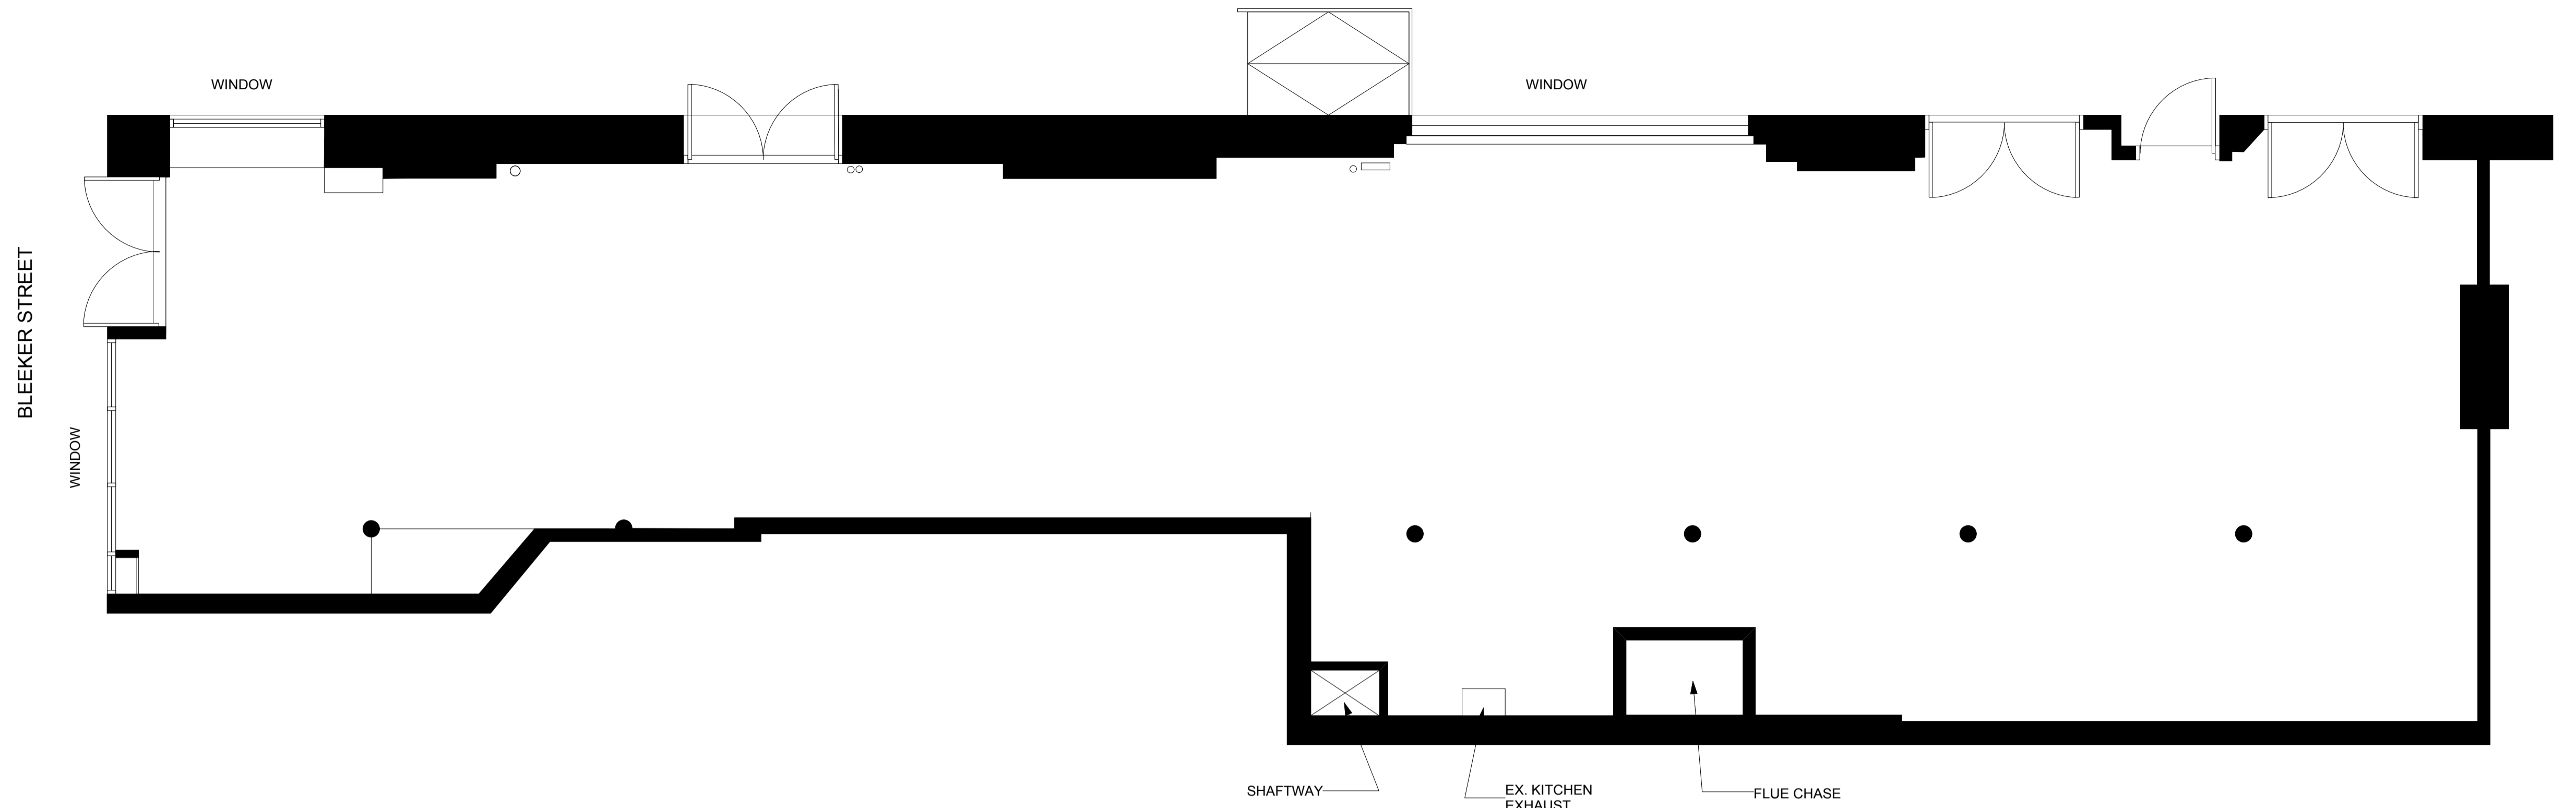 WINDOW
WINDOW
BLEEKER STREET
WINDOW
SHAFTWAY
EX. KITCHEN
EXHAUST
FLUE CHASE